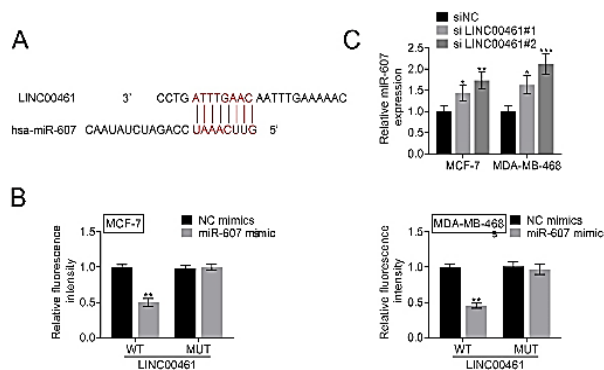 A
LINC00461 3' CCTG ATTTGAAC AATTTGAAAAAC
hsa-miR-607 CAAUAUCUAGACC UAAACUUG 5'
C
siNC
si LINC00461#1
si LINC00461#2
Relative miR-607
expression
2.5
2.0
1.5
1.0
0.5
0.0
*
**
*
***
MCF-7 MDA-MB-468
B
MCF-7
NC mimics
miR-607 mimic
s
Relative fluorescence
intensity
1.5
1.0
0.5
0.0
**
WT MUT
LINC00461
MDA-MB-468
s
NC mimics
miR-607 mimic
Relative fluorescence
intensity
1.5
1.0
0.5
0.0
**
WT MUT
LINC00461